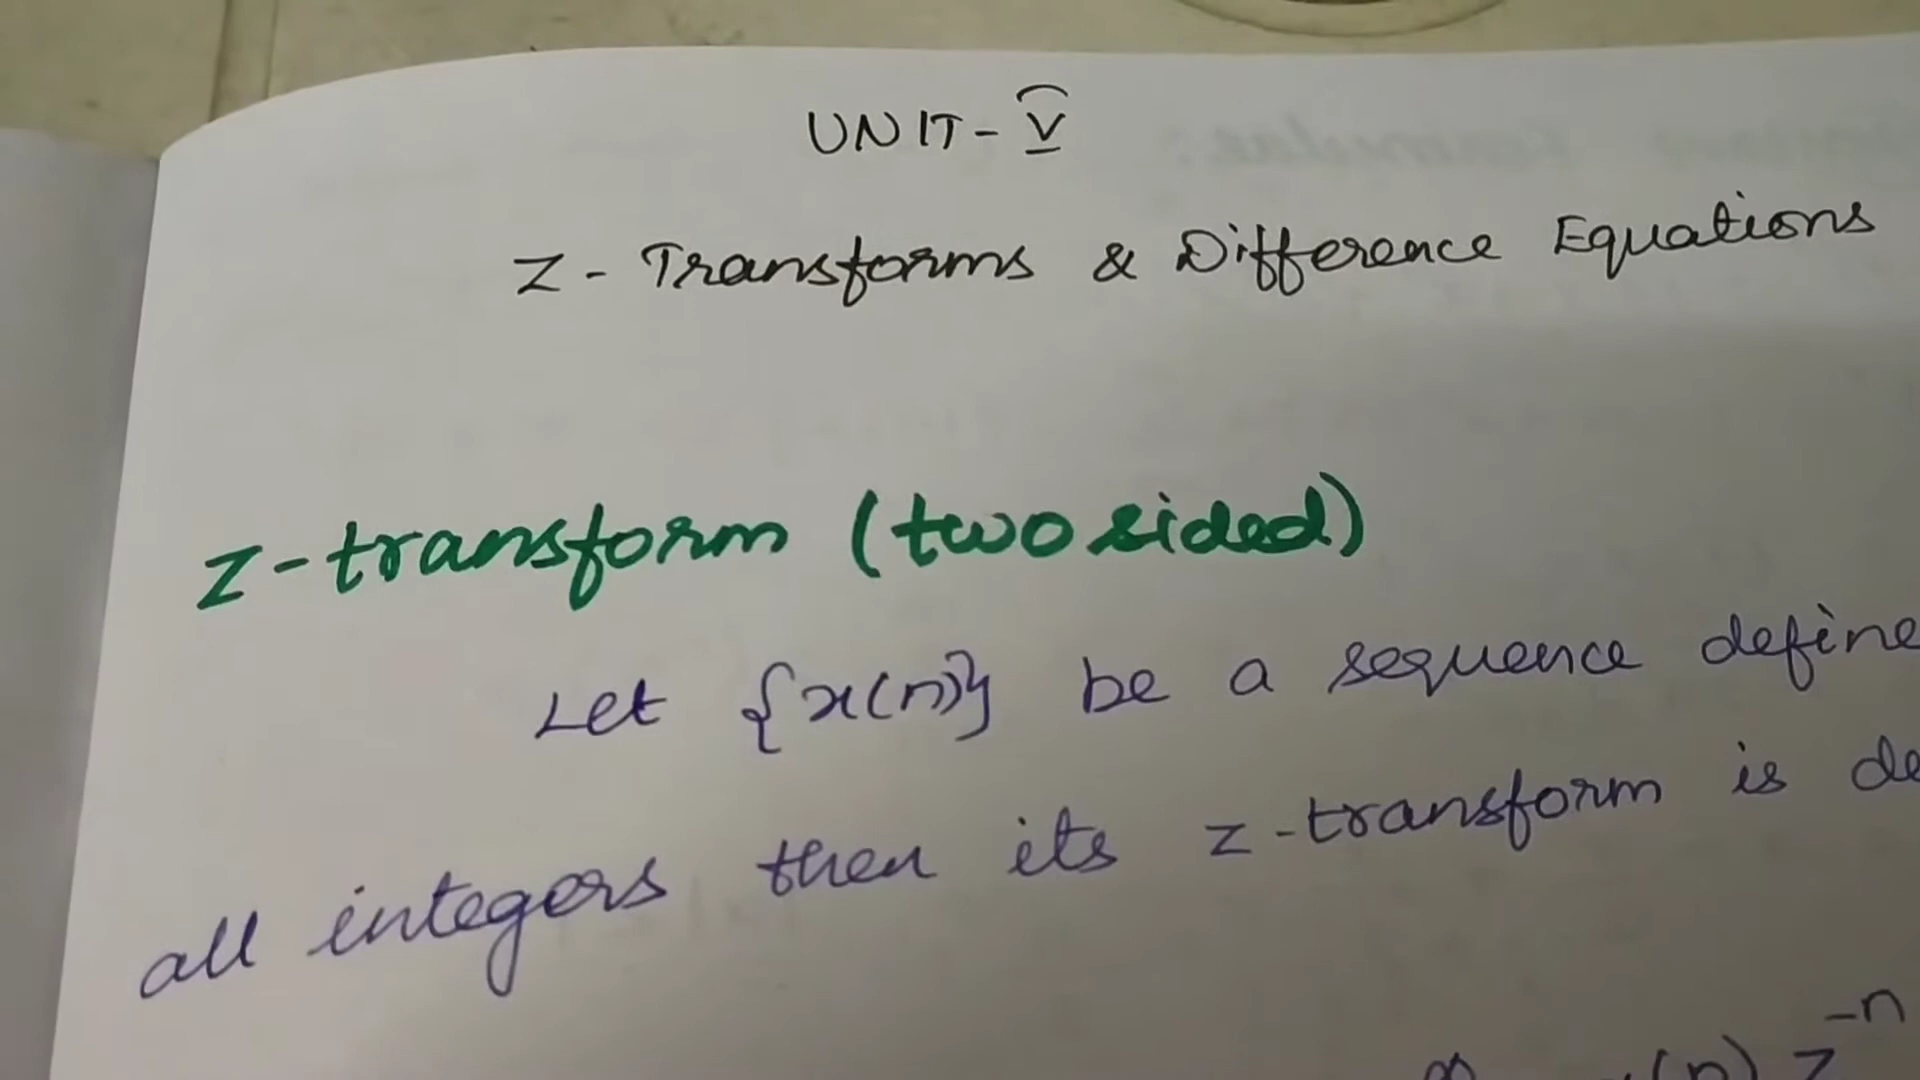 UNIT - V
Z - Transforms & Difference Equations
Z - transform (two sided)
Let {x(n)} be a sequence define
all integers then its z - transform is de
∞ x(n) z^-n